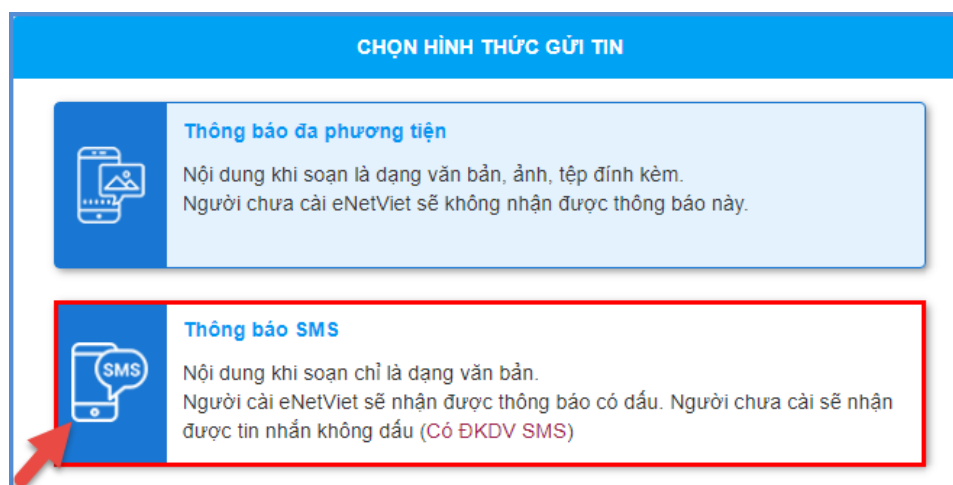 CHỌN HÌNH THỨC GỬI TIN
Thông báo đa phương tiện
Nội dung khi soạn là dạng văn bản, ảnh, tệp đính kèm.
Người chưa cài eNetViet sẽ không nhận được thông báo này.
Thông báo SMS
SMS
Nội dung khi soạn chỉ là dạng văn bản.
Người cài eNetViet sẽ nhận được thông báo có dấu. Người chưa cài sẽ nhận
được tin nhắn không dấu (Có ĐKDV SMS)